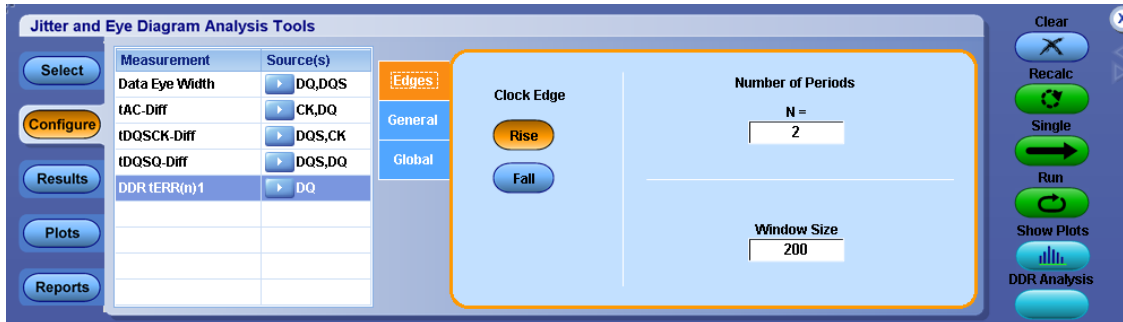 Jitter and Eye Diagram Analysis Tools
Select
Configure
Results
Plots
Reports
Measurement Source(s)
Data Eye Width DQ,DQS
tAC-Diff CK,DQ
tDQSCK-Diff DQS,CK
tDQSQ-Diff DQS,DQ
DDR tERR(n)1 DQ
Edges
General
Global
Clock Edge
Rise
Fall
Number of Periods
N =
2
Window Size
200
Clear
X
Recalc
Single
Run
Show Plots
DDR Analysis